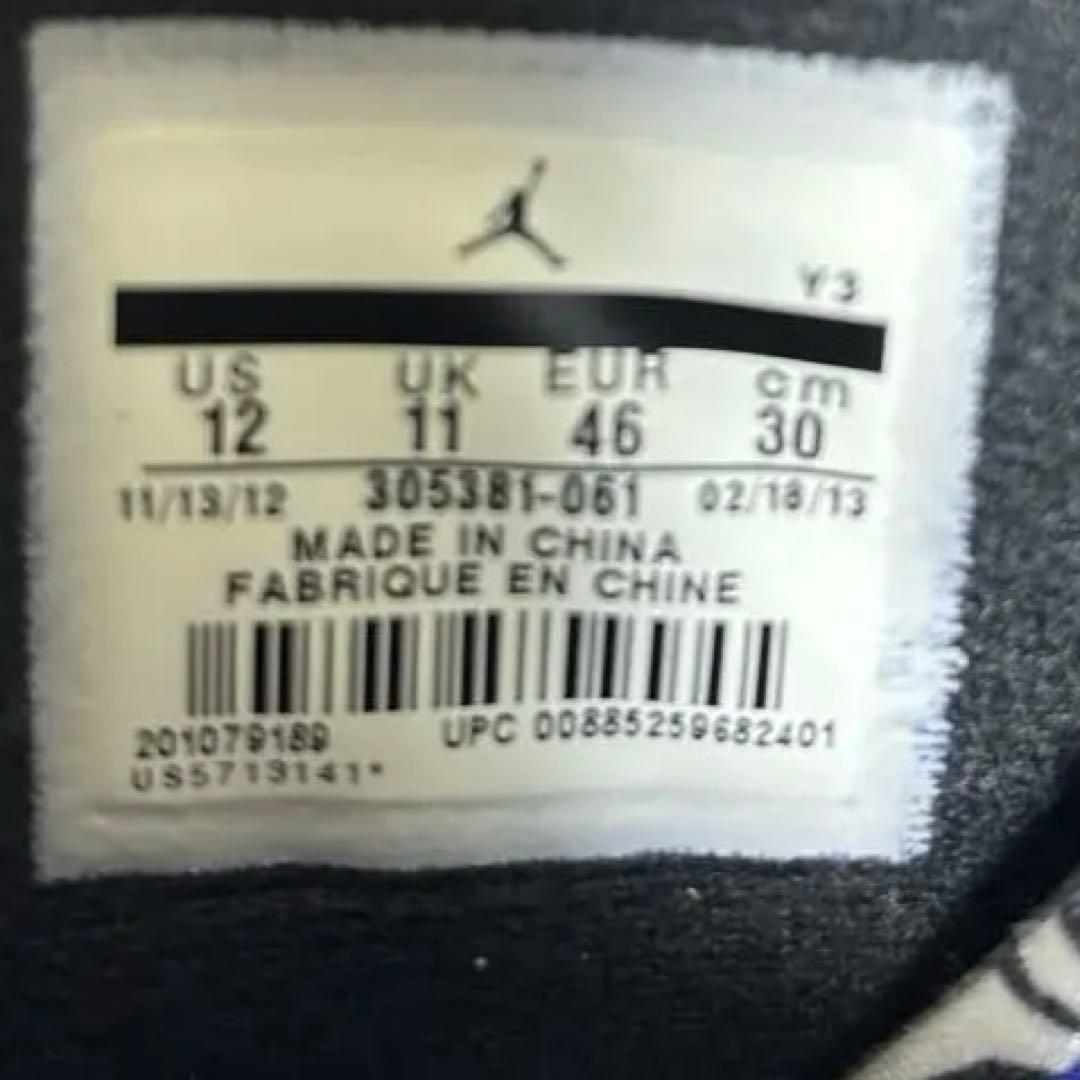 Y3
US UK EUR cm
12 11 46 30
11/13/12 305381-061 02/18/13
MADE IN CHINA
FABRIQUE EN CHINE
201079189 UPC 00885259682401
US5713141*